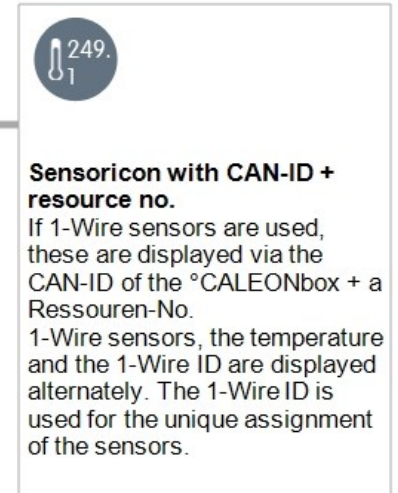 249.
1
Sensoricon with CAN-ID +
resource no.
If 1-Wire sensors are used,
these are displayed via the
CAN-ID of the °CALEONbox + a
Ressouren-No.
1-Wire sensors, the temperature
and the 1-Wire ID are displayed
alternately. The 1-Wire ID is
used for the unique assignment
of the sensors.